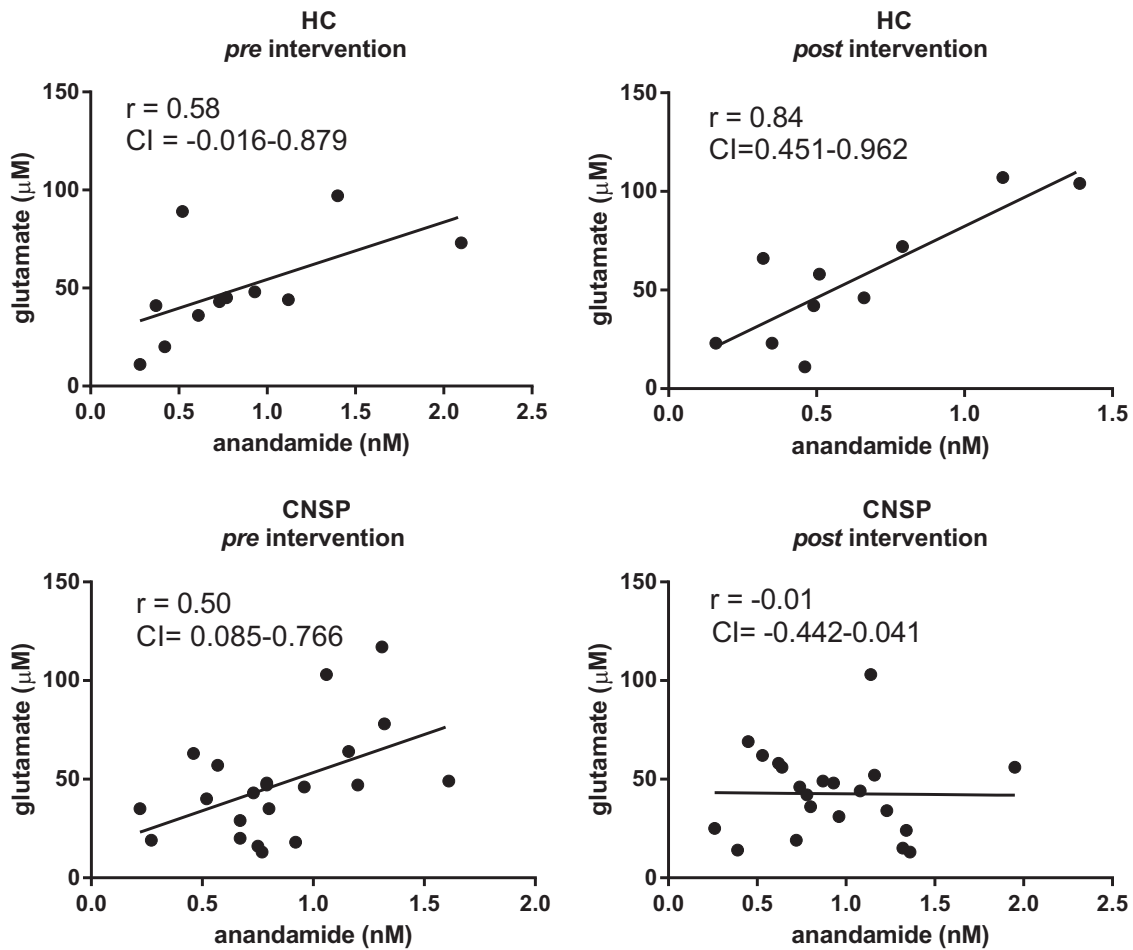 HC
pre intervention
r = 0.58
CI = -0.016-0.879
glutamate (μM)
150
100
50
0
0.0 0.5 1.0 1.5 2.0 2.5
anandamide (nM)
HC
post intervention
r = 0.84
CI=0.451-0.962
glutamate (μM)
150
100
50
0
0.0 0.5 1.0 1.5
anandamide (nM)
CNSP
pre intervention
r = 0.50
CI= 0.085-0.766
glutamate (μM)
150
100
50
0
0.0 0.5 1.0 1.5 2.0
anandamide (nM)
CNSP
post intervention
r = -0.01
CI= -0.442-0.041
glutamate (μM)
150
100
50
0
0.0 0.5 1.0 1.5 2.0 2.5
anandamide (nM)